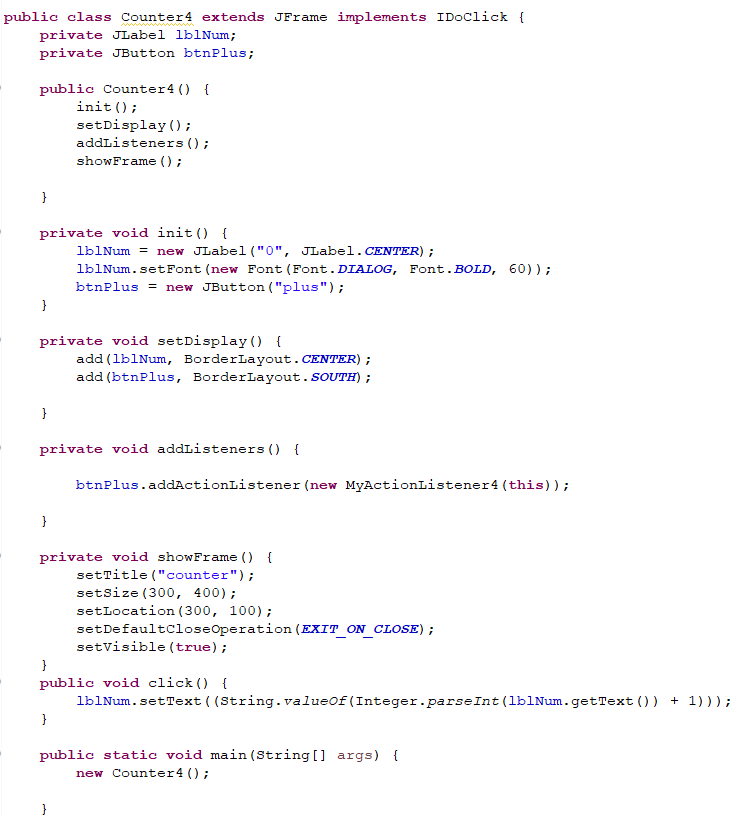 public class Counter4 extends JFrame implements IDoClick {
    private JLabel lblNum;
    private JButton btnPlus;

    public Counter4() {
        init();
        setDisplay();
        addListeners();
        showFrame();

    }

    private void init() {
        lblNum = new JLabel("0", JLabel.CENTER);
        lblNum.setFont(new Font(Font.DIALOG, Font.BOLD, 60));
        btnPlus = new JButton("plus");
    }

    private void setDisplay() {
        add(lblNum, BorderLayout.CENTER);
        add(btnPlus, BorderLayout.SOUTH);

    }

    private void addListeners() {

        btnPlus.addActionListener(new MyActionListener4(this));

    }

    private void showFrame() {
        setTitle("counter");
        setSize(300, 400);
        setLocation(300, 100);
        setDefaultCloseOperation(EXIT_ON_CLOSE);
        setVisible(true);
    }
    public void click() {
        lblNum.setText((String.valueOf(Integer.parseInt(lblNum.getText()) + 1)));
    }

    public static void main(String[] args) {
        new Counter4();

    }